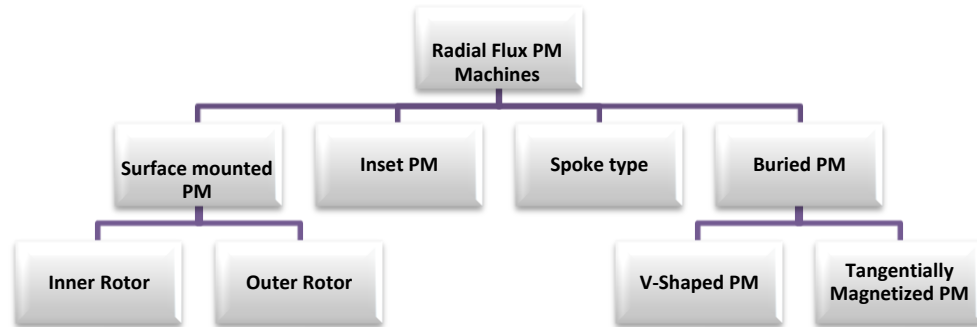 Radial Flux PM
Machines
Surface mounted
PM
Inset PM
Spoke type
Buried PM
Inner Rotor
Outer Rotor
V-Shaped PM
Tangentially
Magnetized PM